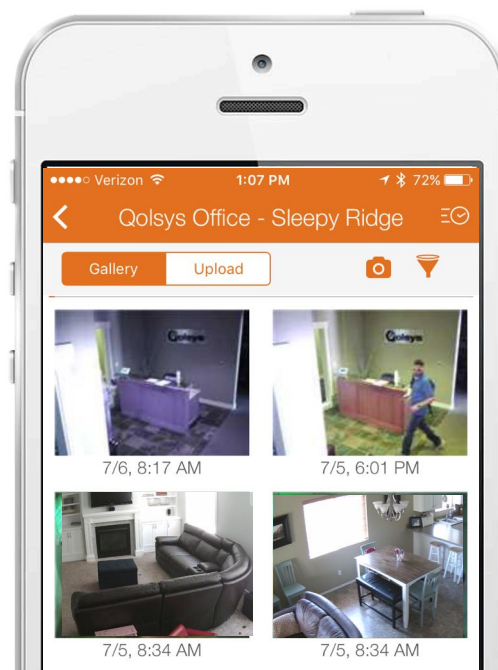 Verizon 1:07 PM 72%
Qolsys Office - Sleepy Ridge
Gallery Upload
Qolsys Qolsys
7/6, 8:17 AM 7/5, 6:01 PM
7/5, 8:34 AM 7/5, 8:34 AM